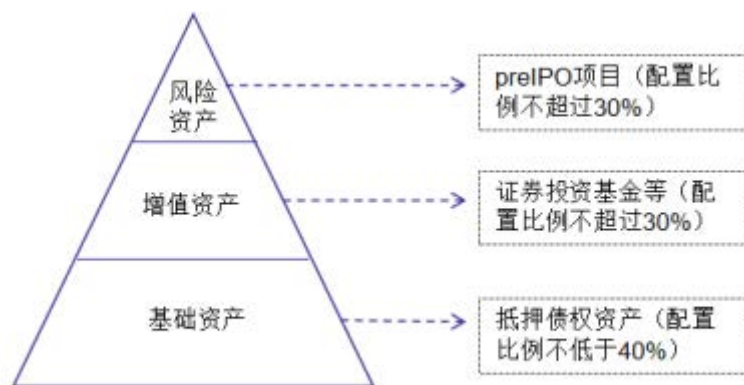 风险
资产
preIPO项目（配置比
例不超过30%）
增值资产
证券投资基金等（配
置比例不超过30%）
基础资产
抵押债权资产（配置
比例不低于40%）